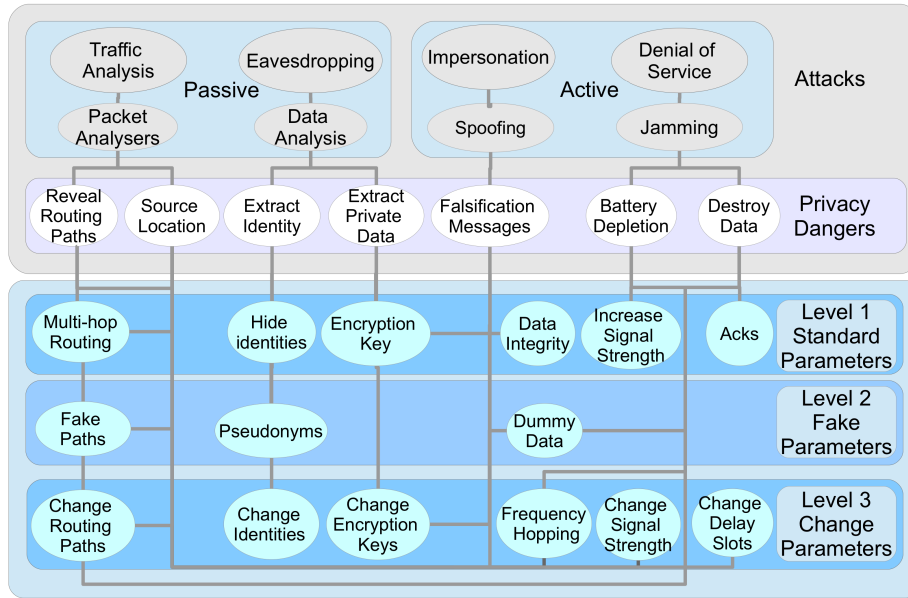 Traffic
Analysis
Eavesdropping
Impersonation
Denial of
Service
Attacks
Passive
Active
Packet
Analysers
Data
Analysis
Spoofing
Jamming
Reveal
Routing
Paths
Source
Location
Extract
Identity
Extract
Private
Data
Falsification
Messages
Battery
Depletion
Destroy
Data
Privacy
Dangers
Multi-hop
Routing
Hide
identities
Encryption
Key
Data
Integrity
Increase
Signal
Strength
Acks
Level 1
Standard
Parameters
Fake
Paths
Pseudonyms
Dummy
Data
Level 2
Fake
Parameters
Change
Routing
Paths
Change
Identities
Change
Encryption
Keys
Frequency
Hopping
Change
Signal
Strength
Change
Delay
Slots
Level 3
Change
Parameters